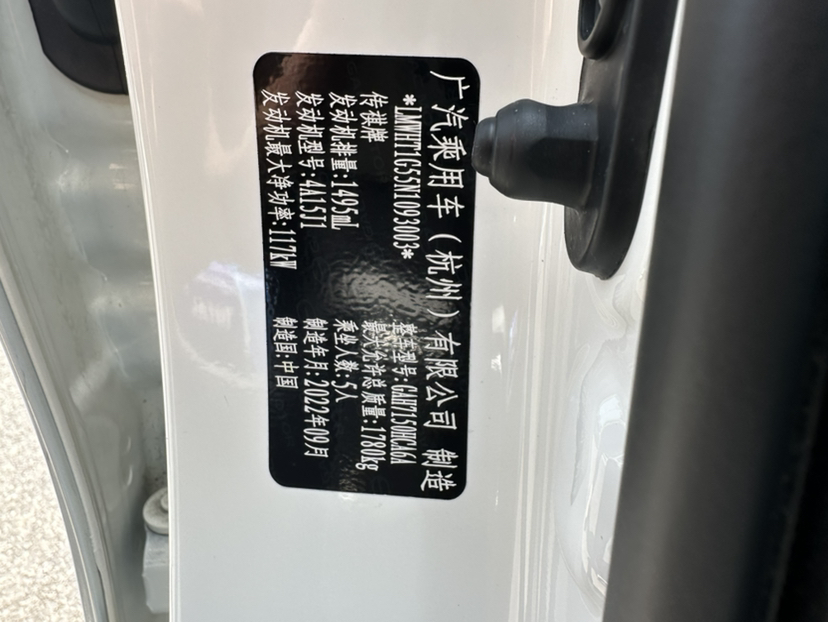 广汽乘用车（杭州）有限公司 制造
*LMWHT1G55N1093003* 整车型号:GAH7150HCA6A
传祺牌 最大允许总质量:1780kg
发动机排量:1495mL 乘坐人数:5人
发动机型号:4A15J1 制造年月:2022年09月
发动机最大净功率:117kW 制造国:中国